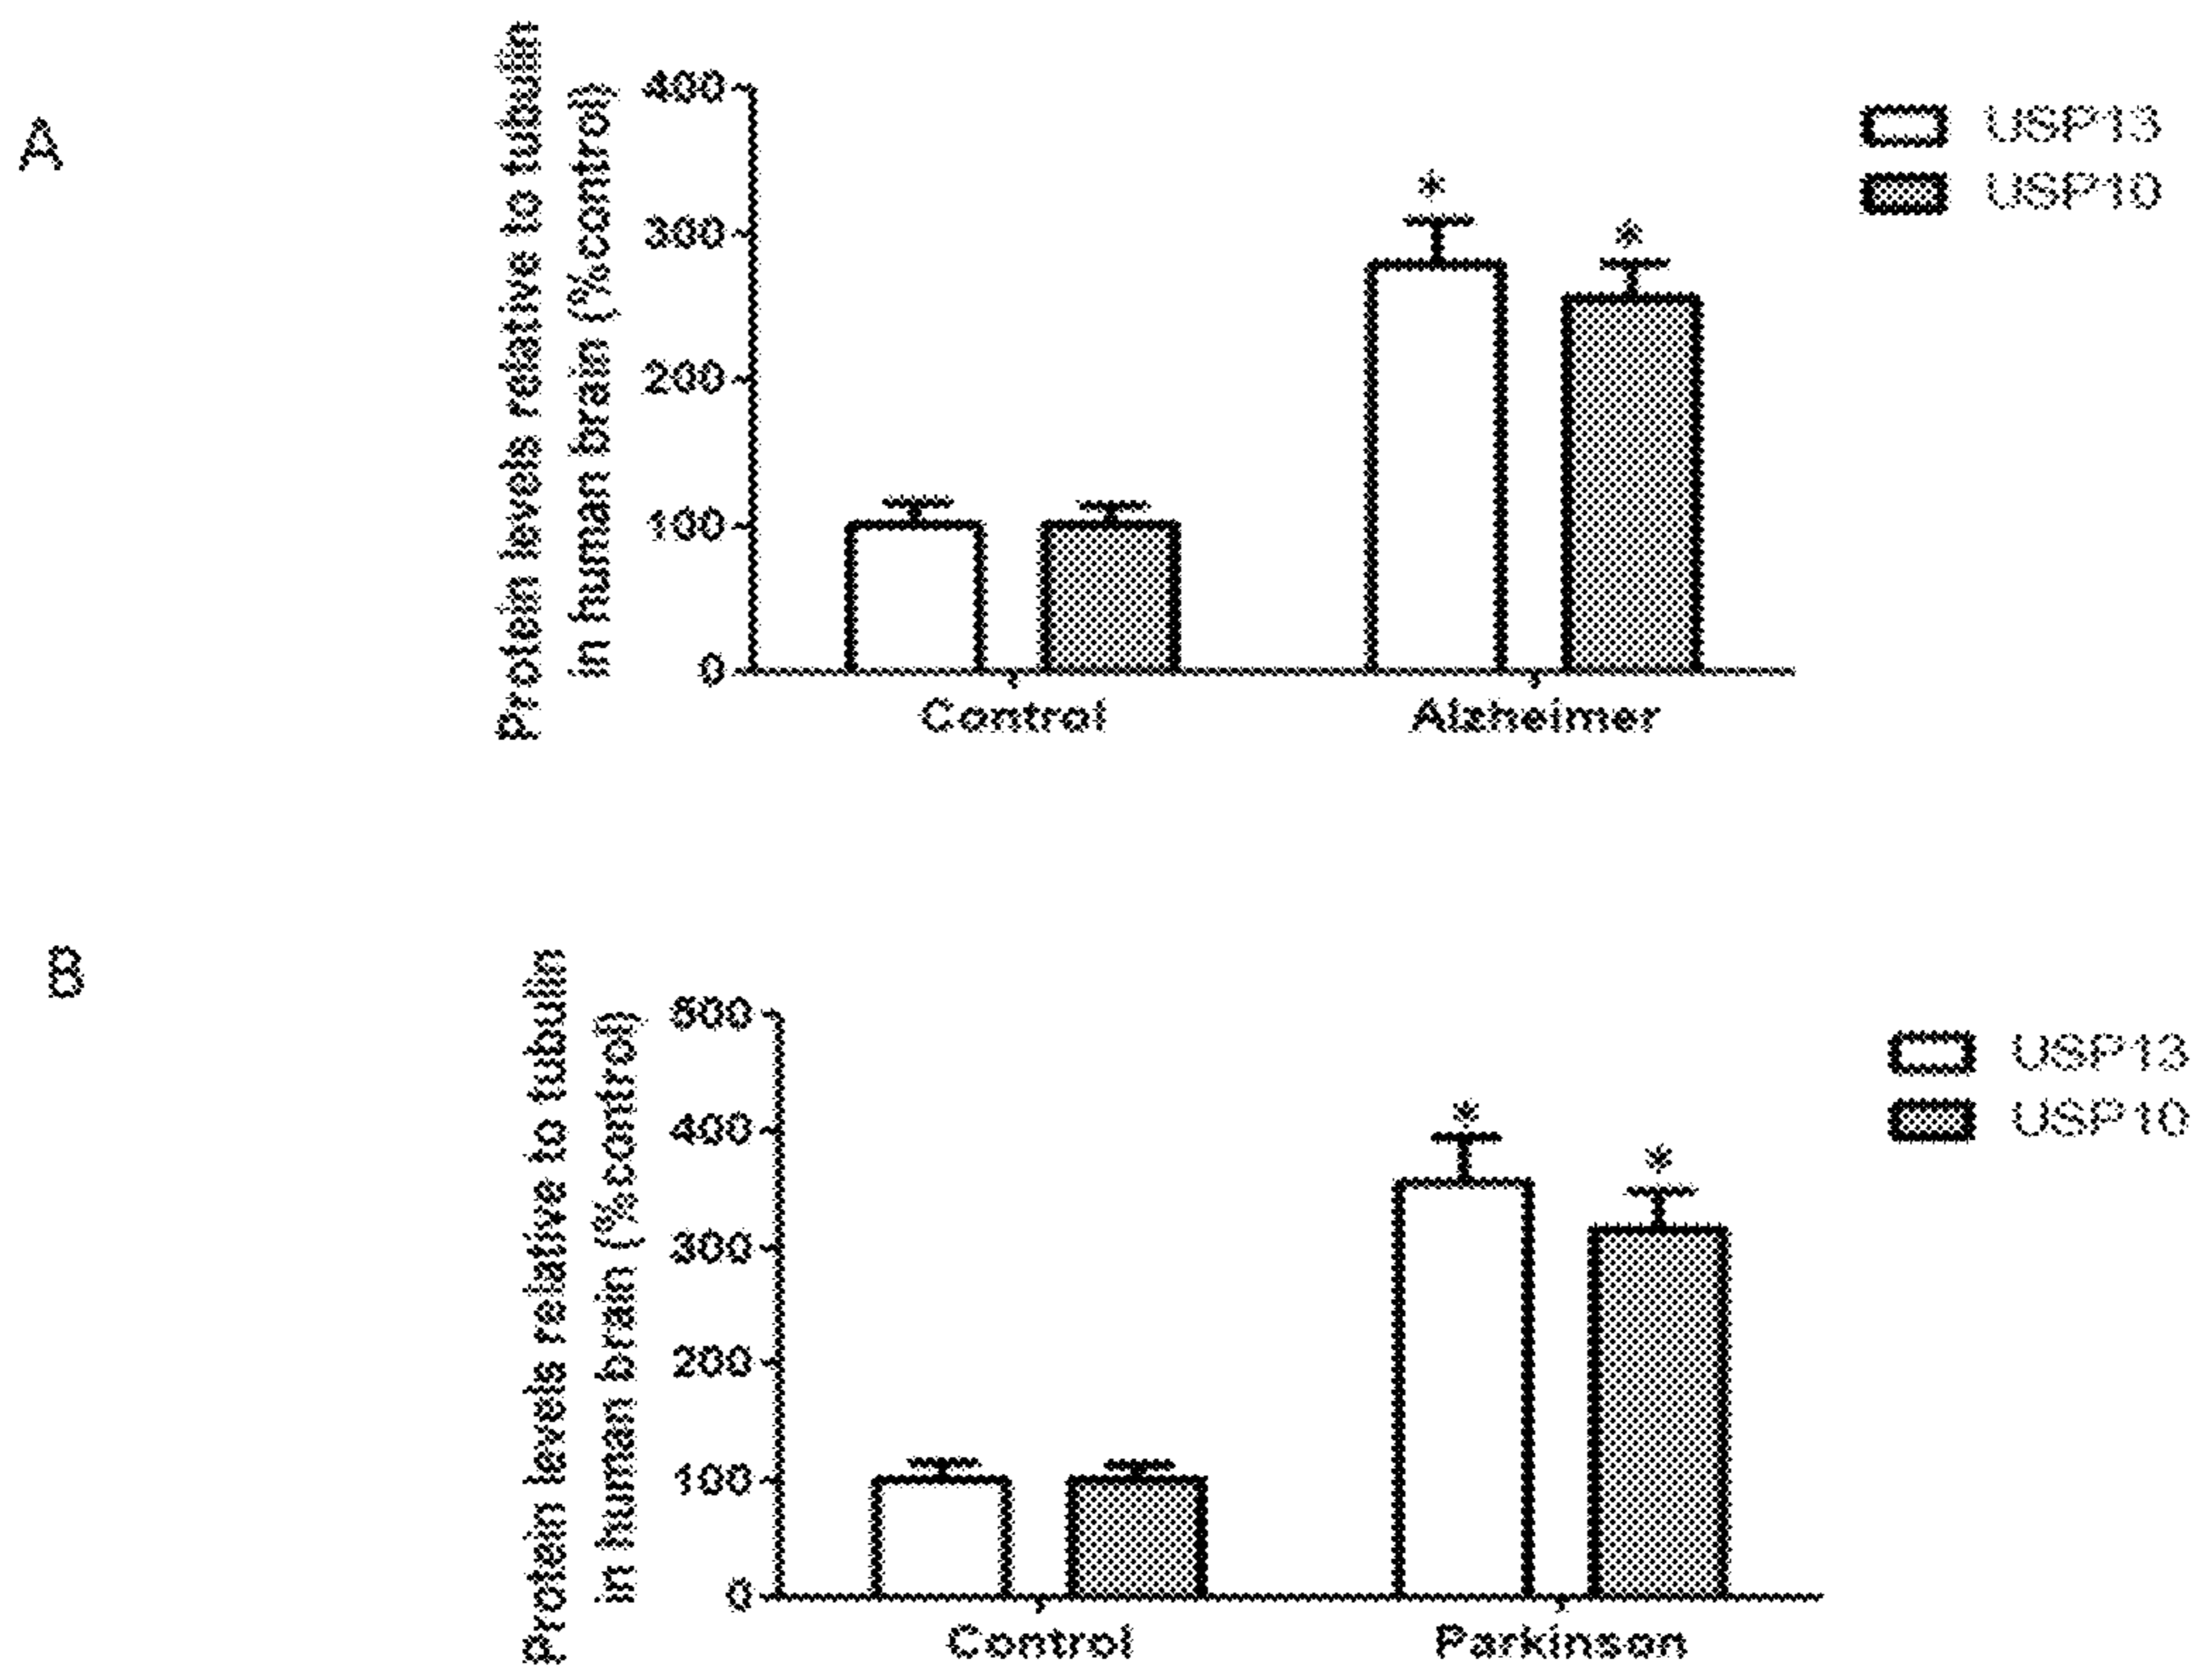 A
Protein levels relative to tubulin
in human brain (%control)
400
300
200
100
0
*
*
Control
Alzheimer
USP13
USP10
B
Protein levels relative to tubulin
in human brain (%control)
500
400
300
200
100
0
*
*
Control
Parkinson
USP13
USP10